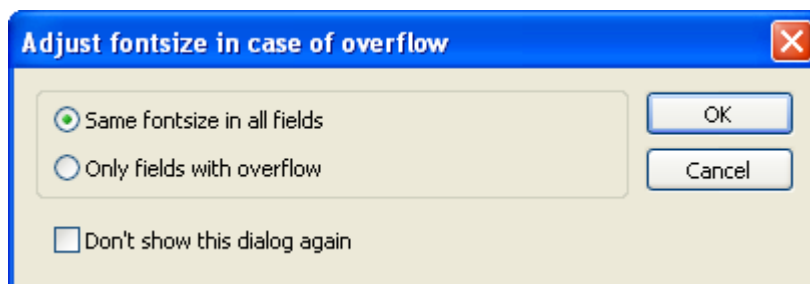 Adjust fontsize in case of overflow
Same fontsize in all fields
OK
Only fields with overflow
Cancel
Don't show this dialog again